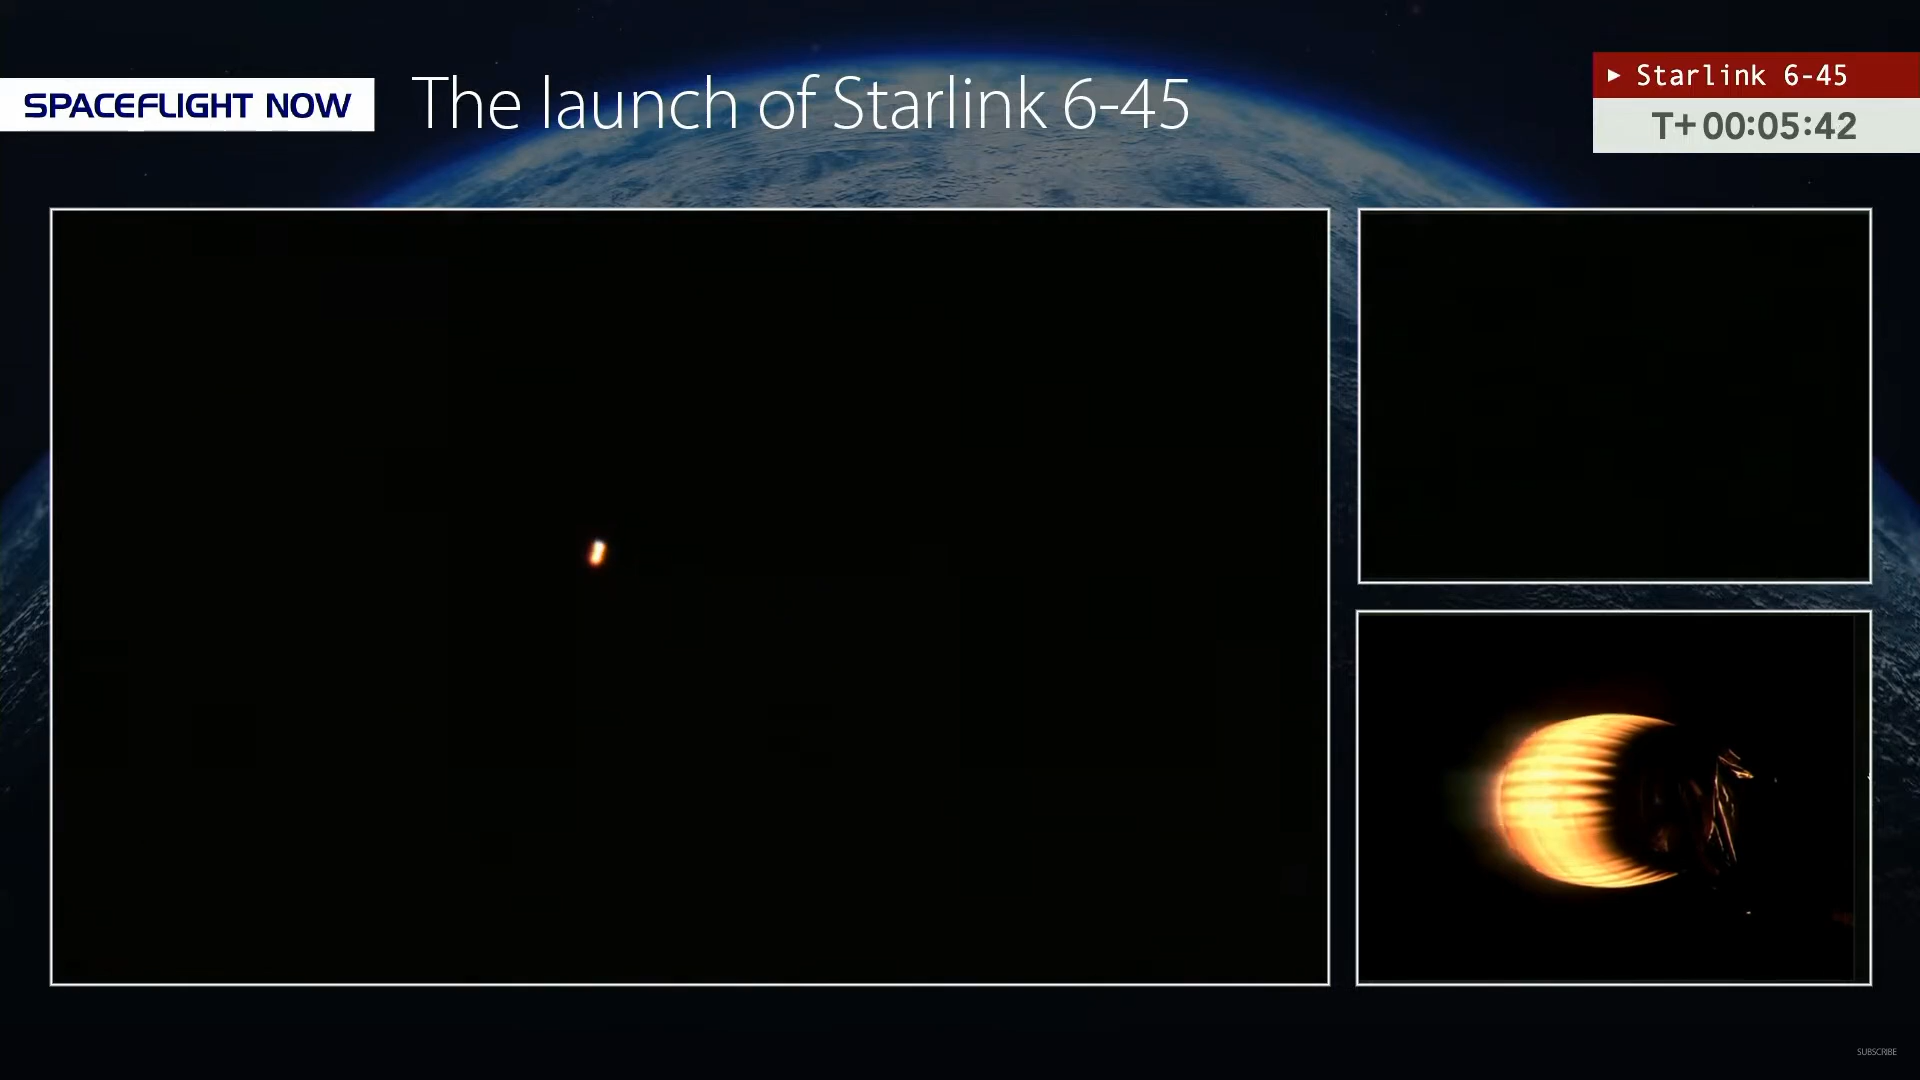 SPACEFLIGHT NOW
The launch of Starlink 6-45
Starlink 6-45
T+00:05:42
SUBSCRIBE